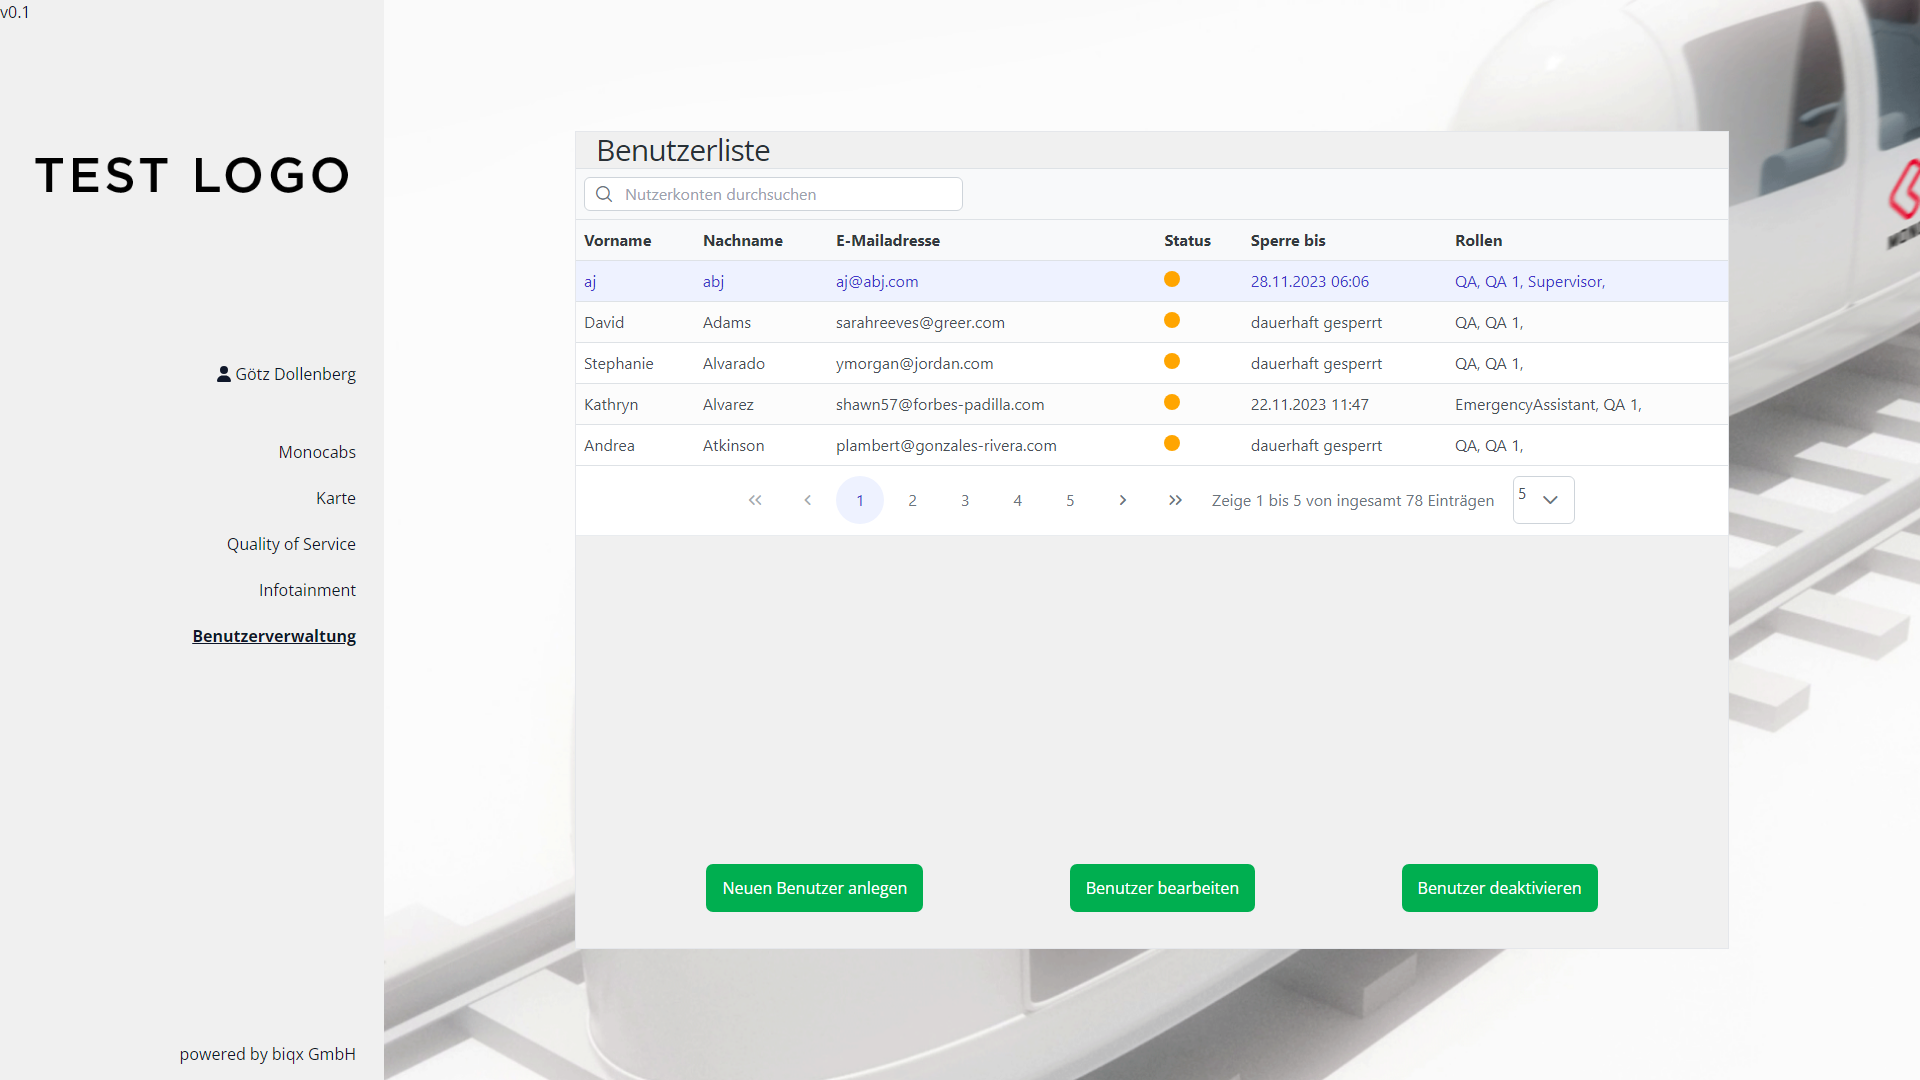 v0.1
TEST LOGO
Götz Dollenberg
Monocabs
Karte
Quality of Service
Infotainment
Benutzerverwaltung
powered by biqx GmbH
Benutzerliste
Nutzerkonten durchsuchen
Vorname Nachname E-Mailadresse Status Sperre bis Rollen
aj abj aj@abj.com 28.11.2023 06:06 QA, QA 1, Supervisor,
David Adams sarahreeves@greer.com dauerhaft gesperrt QA, QA 1,
Stephanie Alvarado ymorgan@jordan.com dauerhaft gesperrt QA, QA 1,
Kathryn Alvarez shawn57@forbes-padilla.com 22.11.2023 11:47 EmergencyAssistant, QA 1,
Andrea Atkinson plambert@gonzales-rivera.com dauerhaft gesperrt QA, QA 1,
1 2 3 4 5 Zeige 1 bis 5 von ingesamt 78 Einträgen 5
Neuen Benutzer anlegen Benutzer bearbeiten Benutzer deaktivieren